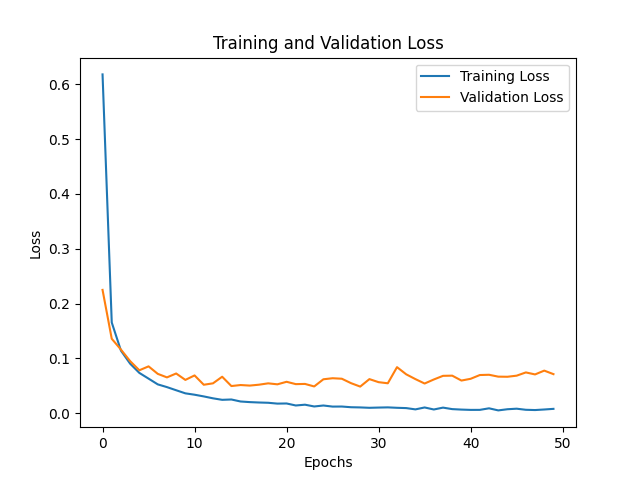 Training and Validation Loss
Training Loss
Validation Loss
Loss
0.6
0.5
0.4
0.3
0.2
0.1
0.0
0 10 20 30 40 50
Epochs